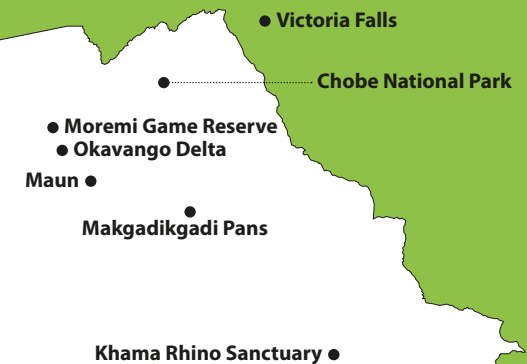 Victoria Falls
Chobe National Park
Moremi Game Reserve
Okavango Delta
Maun
Makgadikgadi Pans
Khama Rhino Sanctuary